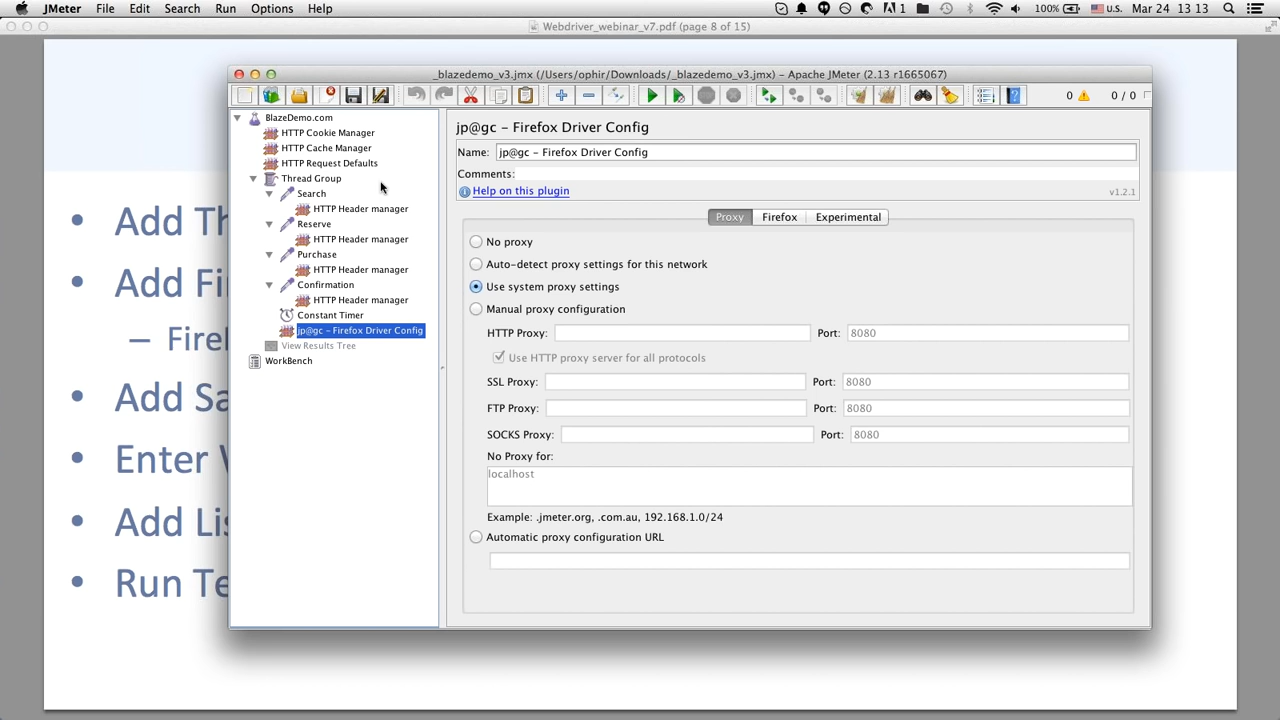 JMeter File Edit Search Run Options Help 1 100% U.S. Mar 24 13 13
Webdriver_webinar_v7.pdf (page 8 of 15)
_blazedemo_v3.jmx (/Users/ophir/Downloads/_blazedemo_v3.jmx) – Apache JMeter (2.13 r1665067)
0 0 / 0
BlazeDemo.com
HTTP Cookie Manager
HTTP Cache Manager
HTTP Request Defaults
Thread Group
Search
HTTP Header manager
Reserve
HTTP Header manager
Purchase
HTTP Header manager
Confirmation
HTTP Header manager
Constant Timer
jp@gc – Firefox Driver Config
View Results Tree
WorkBench
jp@gc – Firefox Driver Config
Name: jp@gc – Firefox Driver Config
Comments:
Help on this plugin v1.2.1
Proxy Firefox Experimental
No proxy
Auto-detect proxy settings for this network
Use system proxy settings
Manual proxy configuration
HTTP Proxy: Port: 8080
Use HTTP proxy server for all protocols
SSL Proxy: Port: 8080
FTP Proxy: Port: 8080
SOCKS Proxy: Port: 8080
No Proxy for:
localhost
Example: .jmeter.org, .com.au, 192.168.1.0/24
Automatic proxy configuration URL
• Add Th
• Add Fi
– Firef
• Add Sa
• Enter W
• Add Lis
• Run Te